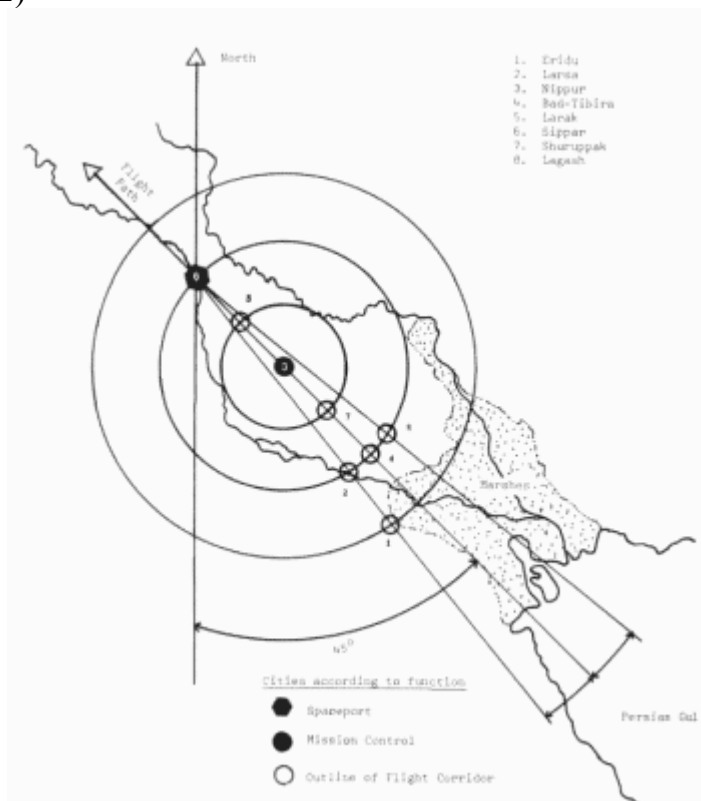 2)
North
1. Eridu
2. Larsa
3. Nippur
4. Bad-Tibira
5. Larak
6. Sippar
7. Shuruppak
8. Lagash
Flight
Path
6
8
3
7
5
4
2
1
Marshes
45°
Cities according to function
Spaceport
Mission Control
Outline of Flight Corridor
Persian Gul